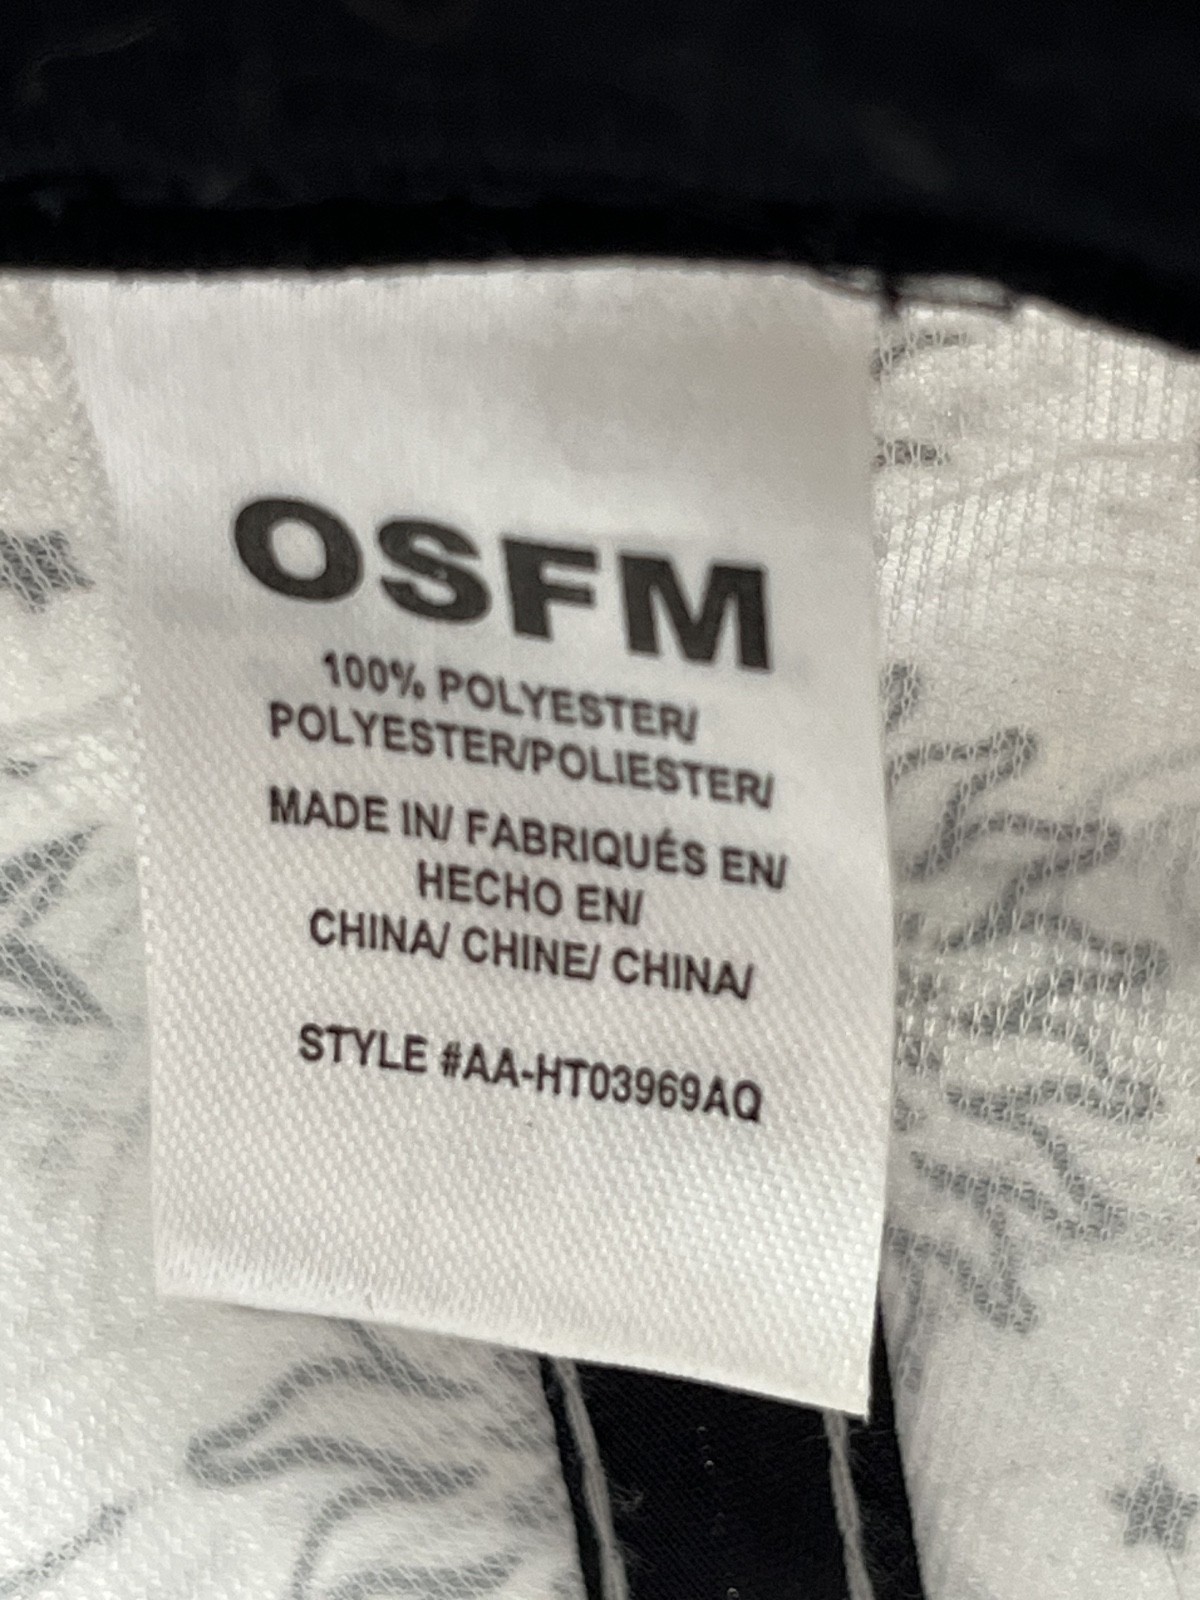 OSFM
100% POLYESTER/
POLYESTER/POLIESTER/
MADE IN/ FABRIQUÉS EN/
HECHO EN/
CHINA/ CHINE/ CHINA/
STYLE #AA-HT03969AQ